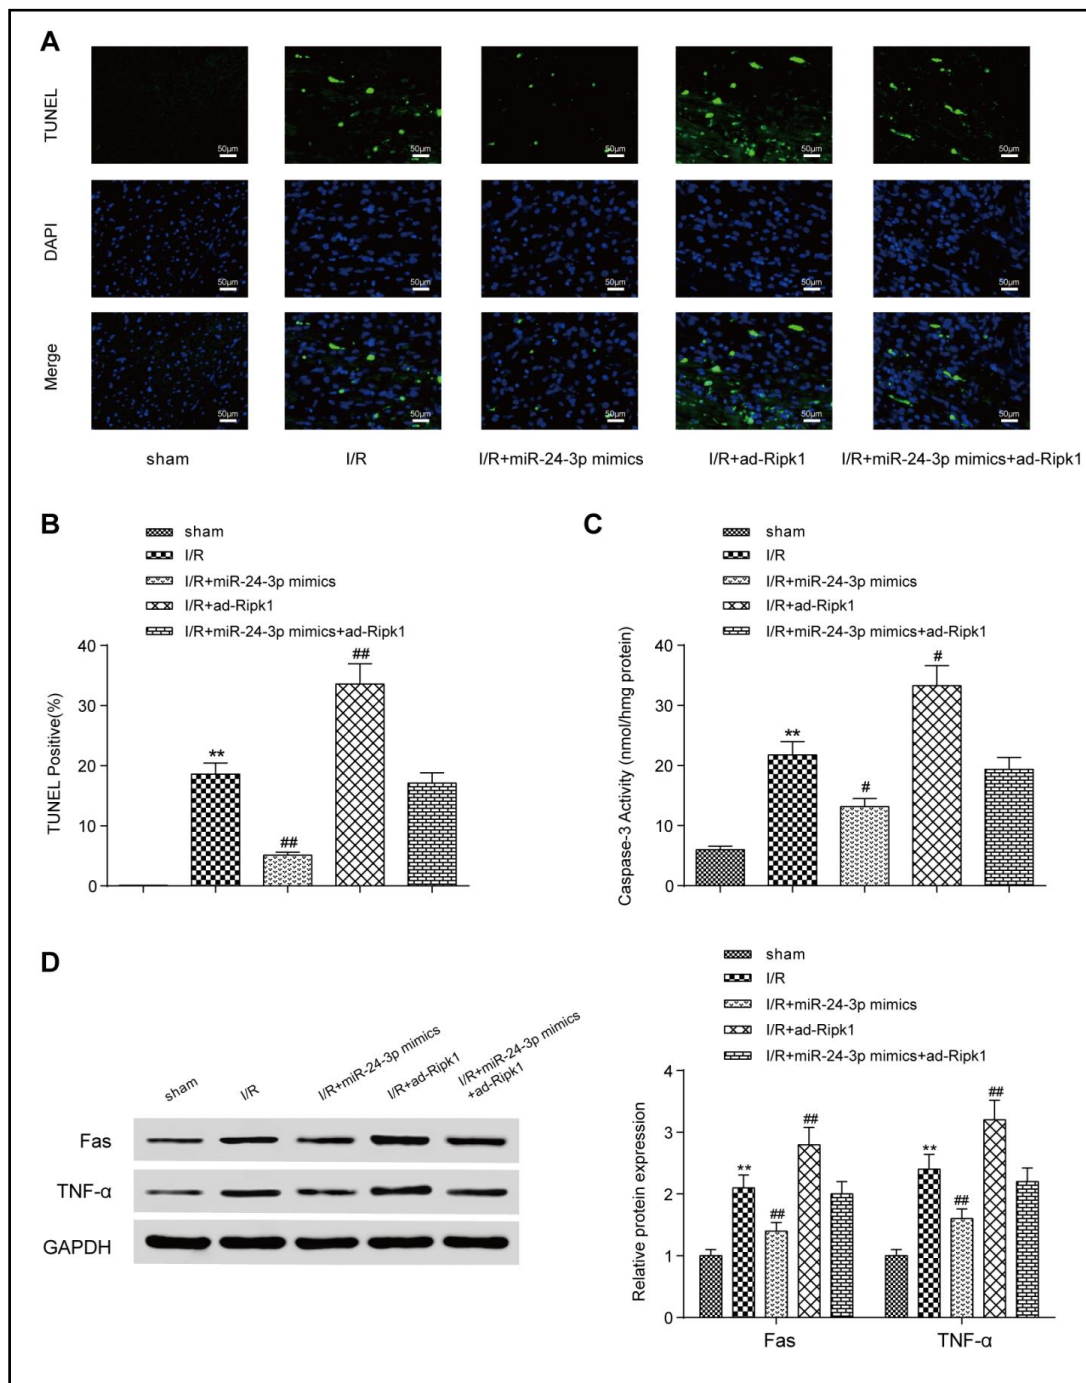 A
TUNEL
50μm 50μm 50μm 50μm 50μm
DAPI
50μm 50μm 50μm 50μm 50μm
Merge
50μm 50μm 50μm 50μm 50μm
sham I/R I/R+miR-24-3p mimics I/R+ad-Ripk1 I/R+miR-24-3p mimics+ad-Ripk1
B
sham
I/R
I/R+miR-24-3p mimics
I/R+ad-Ripk1
I/R+miR-24-3p mimics+ad-Ripk1
TUNEL Positive(%)
40
30
20
10
0
**
##
##
C
sham
I/R
I/R+miR-24-3p mimics
I/R+ad-Ripk1
I/R+miR-24-3p mimics+ad-Ripk1
Caspase-3 Activity (nmol/hmg protein)
40
30
20
10
0
**
#
#
D
sham
I/R
I/R+miR-24-3p mimics
I/R+ad-Ripk1
I/R+miR-24-3p mimics
+ad-Ripk1
Fas
TNF-α
GAPDH
sham
I/R
I/R+miR-24-3p mimics
I/R+ad-Ripk1
I/R+miR-24-3p mimics+ad-Ripk1
Relative protein expression
4
3
2
1
0
**
##
##
**
##
##
Fas TNF-α